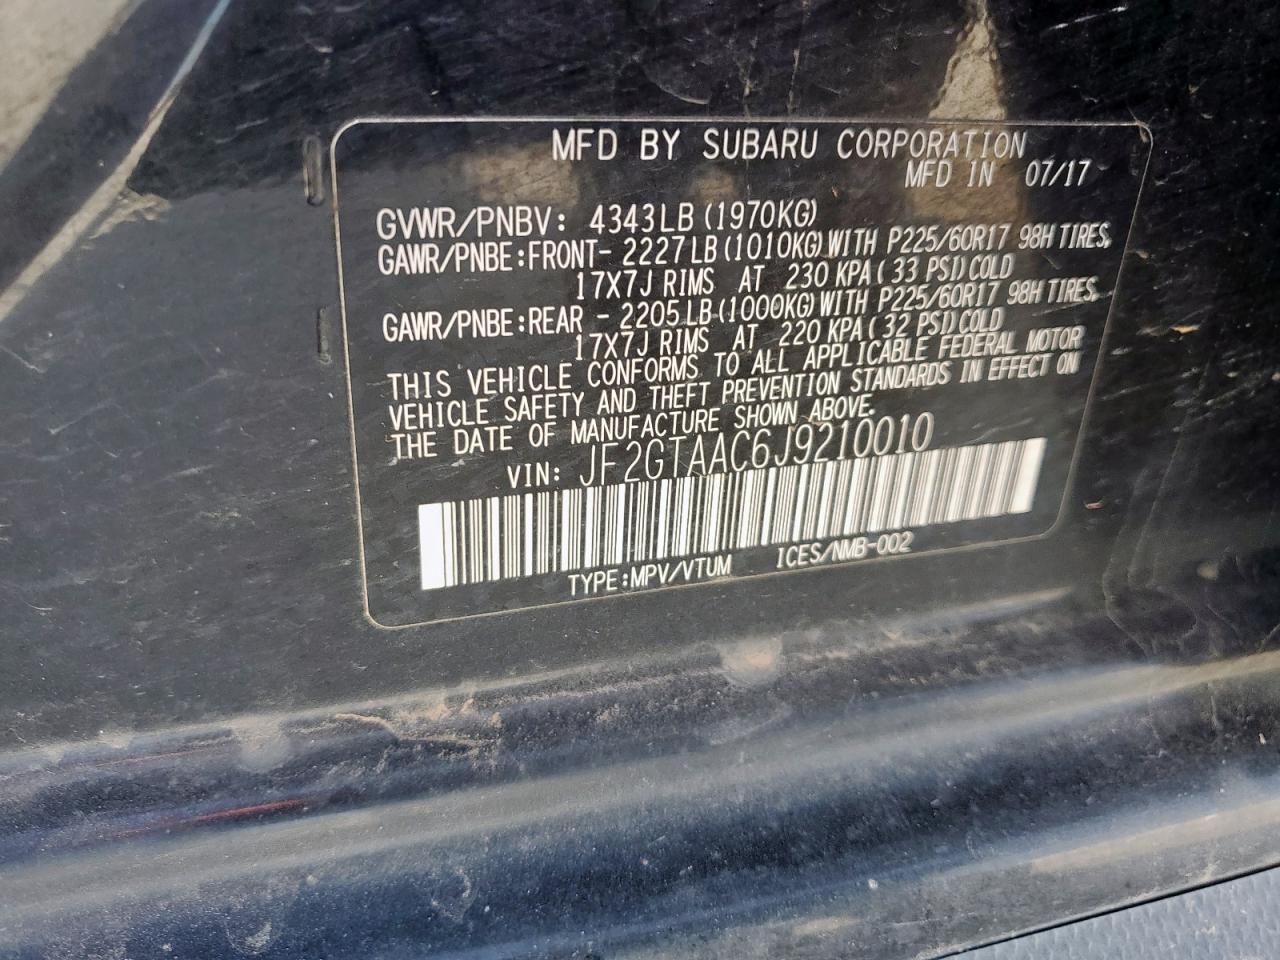 MFD BY SUBARU CORPORATION
MFD IN 07/17
GVWR/PNBV: 4343LB(1970KG)
GAWR/PNBE:FRONT- 2227LB(1010KG)WITH P225/60R17 98H TIRES,
17X7J RIMS AT 230 KPA(33 PSI)COLD
GAWR/PNBE:REAR - 2205LB(1000KG)WITH P225/60R17 98H TIRES,
17X7J RIMS AT 220 KPA(32 PSI)COLD
THIS VEHICLE CONFORMS TO ALL APPLICABLE FEDERAL MOTOR
VEHICLE SAFETY AND THEFT PREVENTION STANDARDS IN EFFECT ON
THE DATE OF MANUFACTURE SHOWN ABOVE.
VIN: JF2GTAAC6J9210010
TYPE:MPV/VTUM ICES/NMB-002